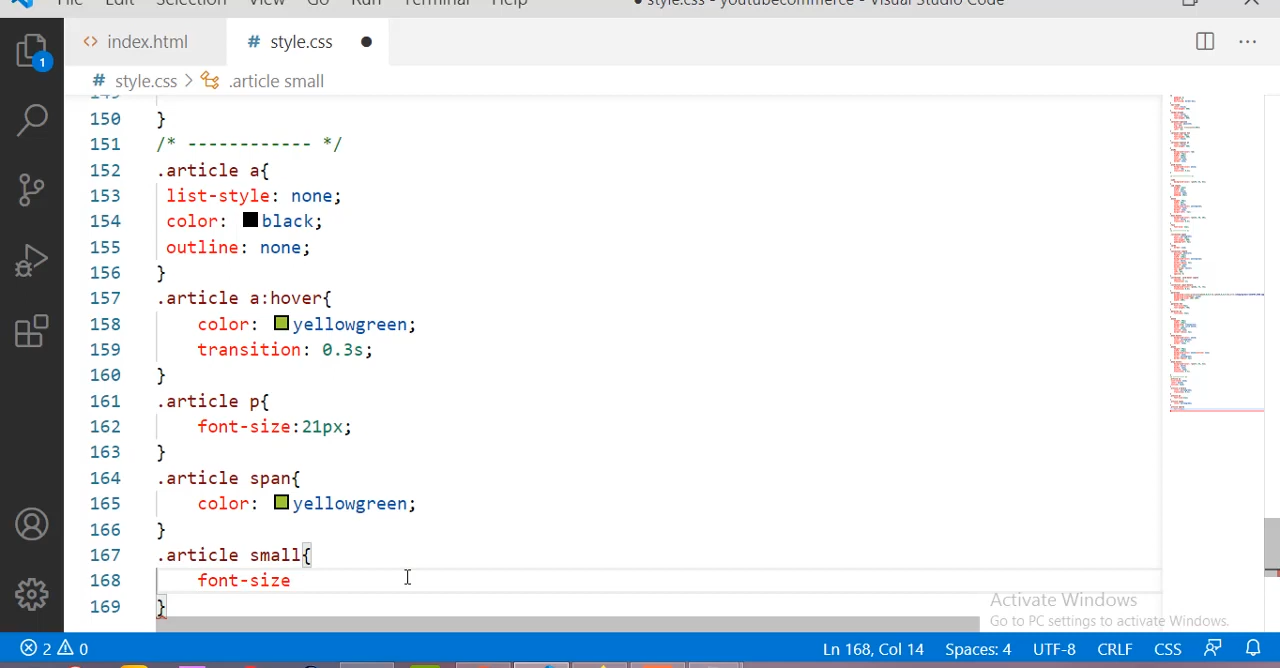 File Edit Selection View Go Run Terminal Help
style.css - youtubecommerce - Visual Studio Code
1
<> index.html
# style.css ●
# style.css > .article small
149
150 }
151 /* ------------ */
152 .article a{
153 list-style: none;
154 color: black;
155 outline: none;
156 }
157 .article a:hover{
158 color: yellowgreen;
159 transition: 0.3s;
160 }
161 .article p{
162 font-size:21px;
163 }
164 .article span{
165 color: yellowgreen;
166 }
167 .article small{
168 font-size
169 }
Activate Windows
Go to PC settings to activate Windows.
2 0
Ln 168, Col 14 Spaces: 4 UTF-8 CRLF CSS